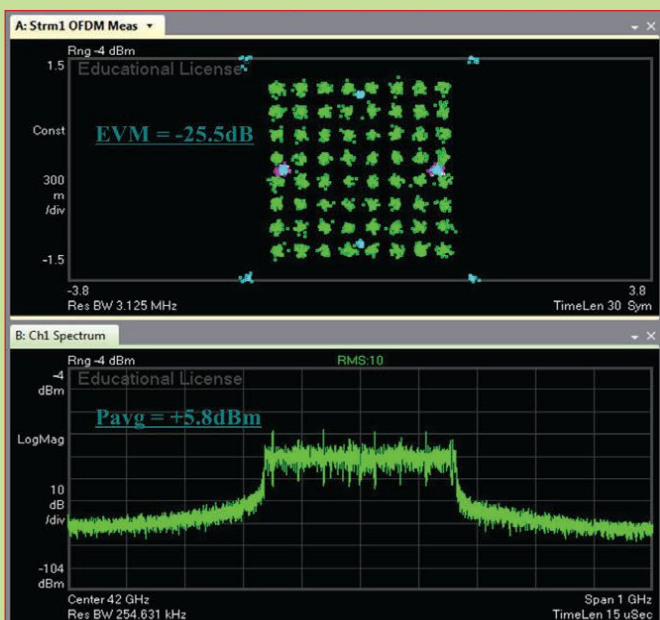 A: Strm1 OFDM Meas
Rng -4 dBm
1.5
Educational License
EVM = -25.5dB
Const
300
m
/div
-1.5
-3.8
3.8
Res BW 3.125 MHz
TimeLen 30 Sym
B: Ch1 Spectrum
Rng -4 dBm
RMS:10
-4
dBm
Educational License
Pavg = +5.8dBm
LogMag
10
dB
/div
-104
dBm
Center 42 GHz
Span 1 GHz
Res BW 254.631 kHz
TimeLen 15 uSec